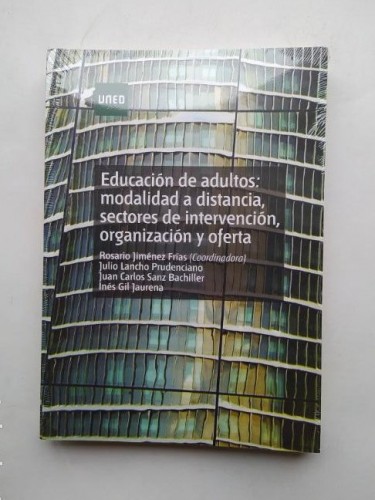 UNED
Educación de adultos:
modalidad a distancia,
sectores de intervención,
organización y oferta
Rosario Jiménez Frías (Coordinadora)
Julio Lancho Prudenciano
Juan Carlos Sanz Bachiller
Inés Gil Jaurena